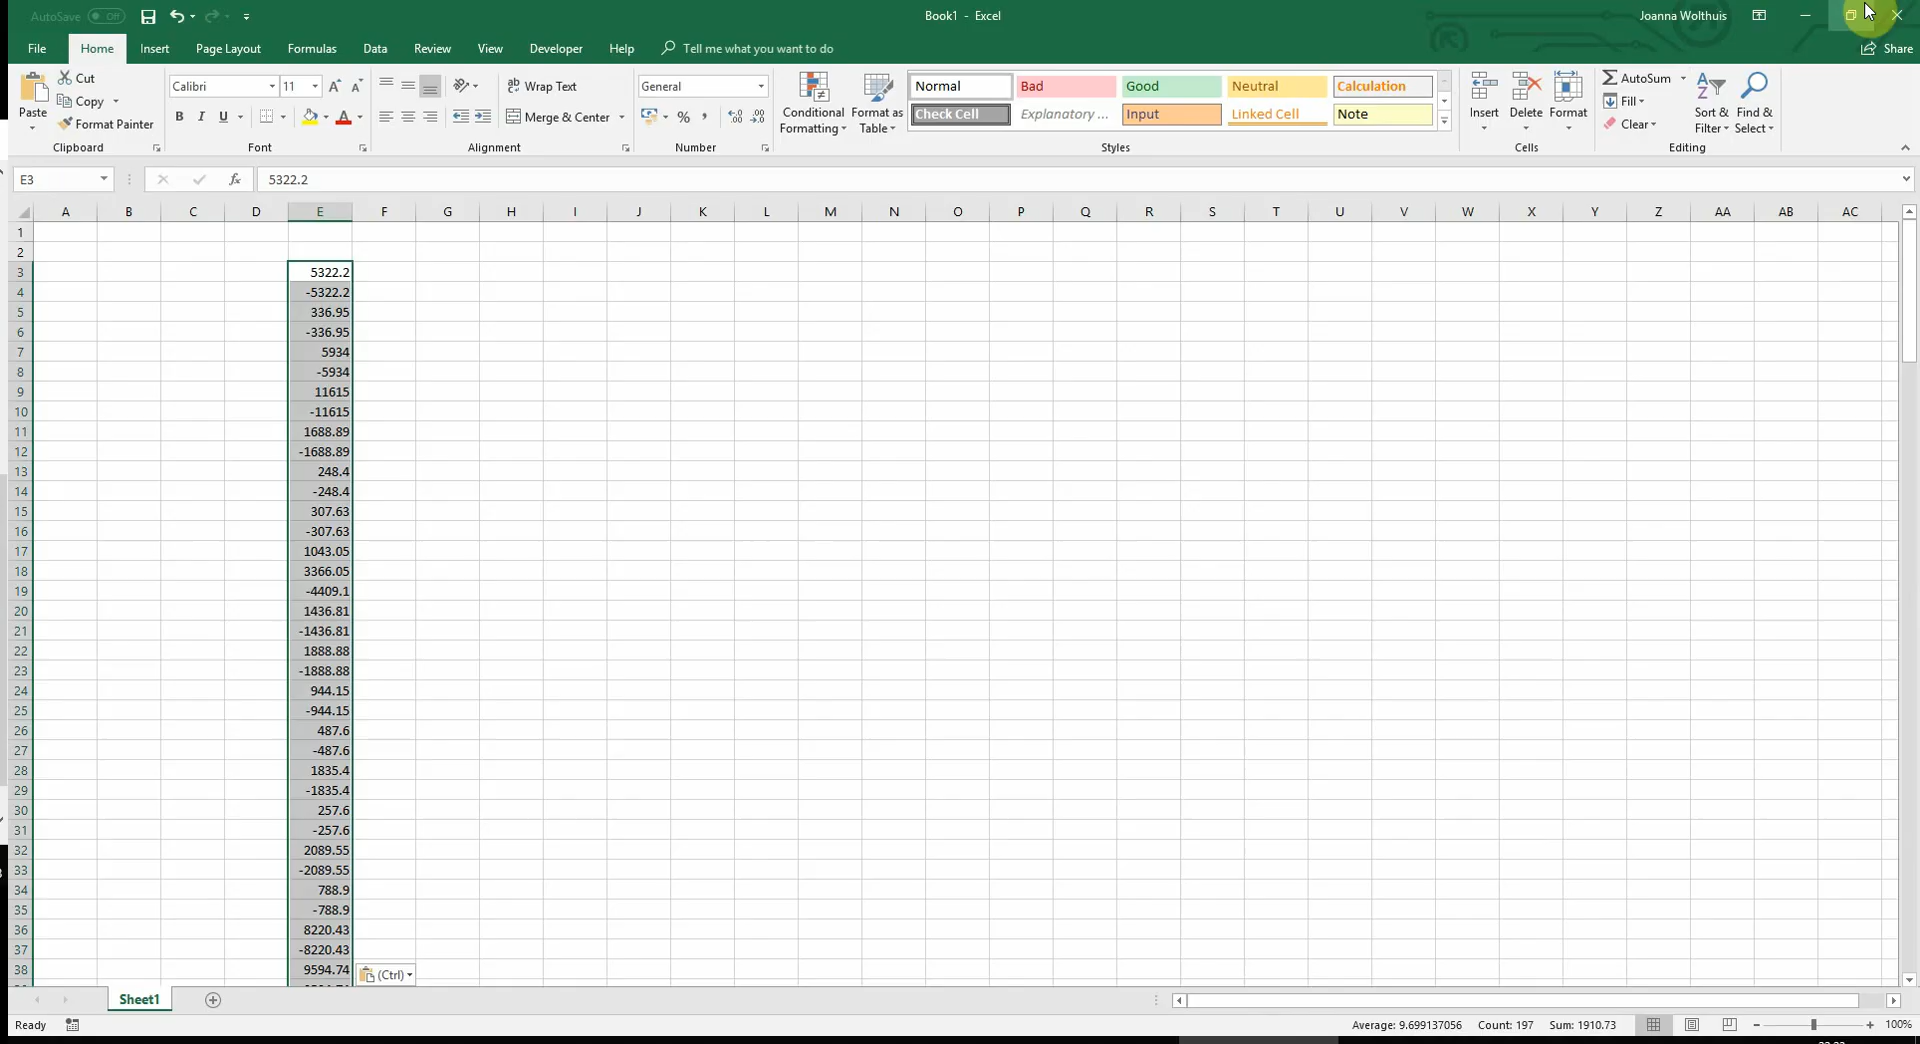 AutoSave Off Book1 - Excel Joanna Wolthuis
File Home Insert Page Layout Formulas Data Review View Developer Help Tell me what you want to do Share
Paste Cut Copy Format Painter
Clipboard
Calibri 11 A A
B I U A
Font
ab Wrap Text
Merge & Center
Alignment
General
% ,
Number
Conditional Formatting
Format as Table
Normal Bad Good Neutral Calculation
Check Cell Explanatory ... Input Linked Cell Note
Styles
Insert Delete Format
Cells
AutoSum
Fill
Clear
Sort & Filter
Find & Select
Editing
E3 fx 5322.2
A B C D E F G H I J K L M N O P Q R S T U V W X Y Z AA AB AC
1
2
3 5322.2
4 -5322.2
5 336.95
6 -336.95
7 5934
8 -5934
9 11615
10 -11615
11 1688.89
12 -1688.89
13 248.4
14 -248.4
15 307.63
16 -307.63
17 1043.05
18 3366.05
19 -4409.1
20 1436.81
21 -1436.81
22 1888.88
23 -1888.88
24 944.15
25 -944.15
26 487.6
27 -487.6
28 1835.4
29 -1835.4
30 257.6
31 -257.6
32 2089.55
33 -2089.55
34 788.9
35 -788.9
36 8220.43
37 -8220.43
38 9594.74 (Ctrl)
Sheet1
Ready Average: 9.699137056 Count: 197 Sum: 1910.73 100%